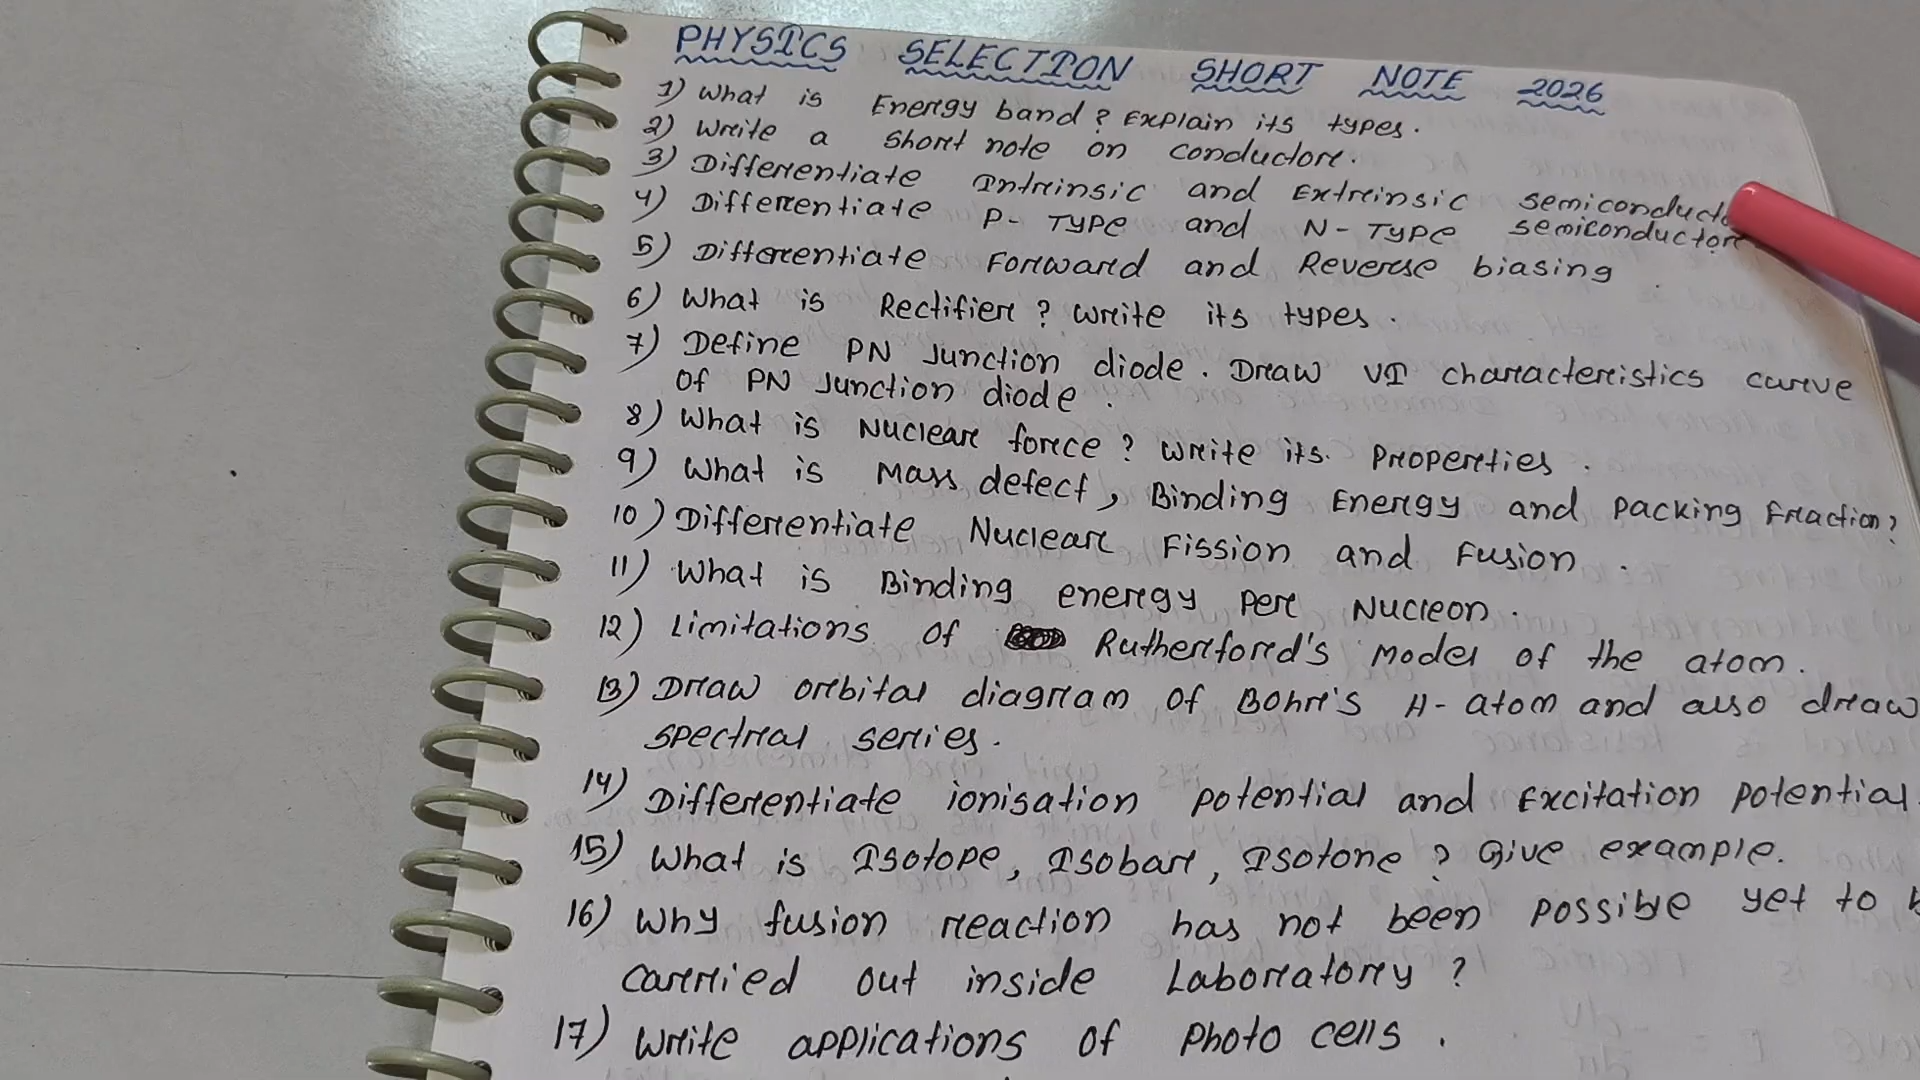 PHYSICS SELECTION SHORT NOTE 2026
1) What is Energy band? Explain its types.
2) Write a short note on conductor.
3) Differentiate Intrinsic and Extrinsic semiconducto
4) Differentiate P-Type and N-Type semiconductor
5) Differentiate Forward and Reverse biasing
6) What is Rectifier? Write its types.
7) Define PN Junction diode. Draw VI characteristics curve
of PN Junction diode.
8) What is Nuclear force? Write its Properties.
9) What is Mass defect, Binding Energy and Packing Fraction?
10) Differentiate Nuclear Fission and Fusion.
11) What is Binding energy per Nucleon.
12) Limitations of Rutherford's Model of the atom.
13) Draw orbital diagram of Bohr's H-atom and also draw
spectral series.
14) Differentiate ionisation potential and Excitation potential.
15) What is Isotope, Isobar, Isotone? Give example.
16) Why fusion reaction has not been possible yet to b
carried out inside Laboratory?
17) Write applications of Photo cells.